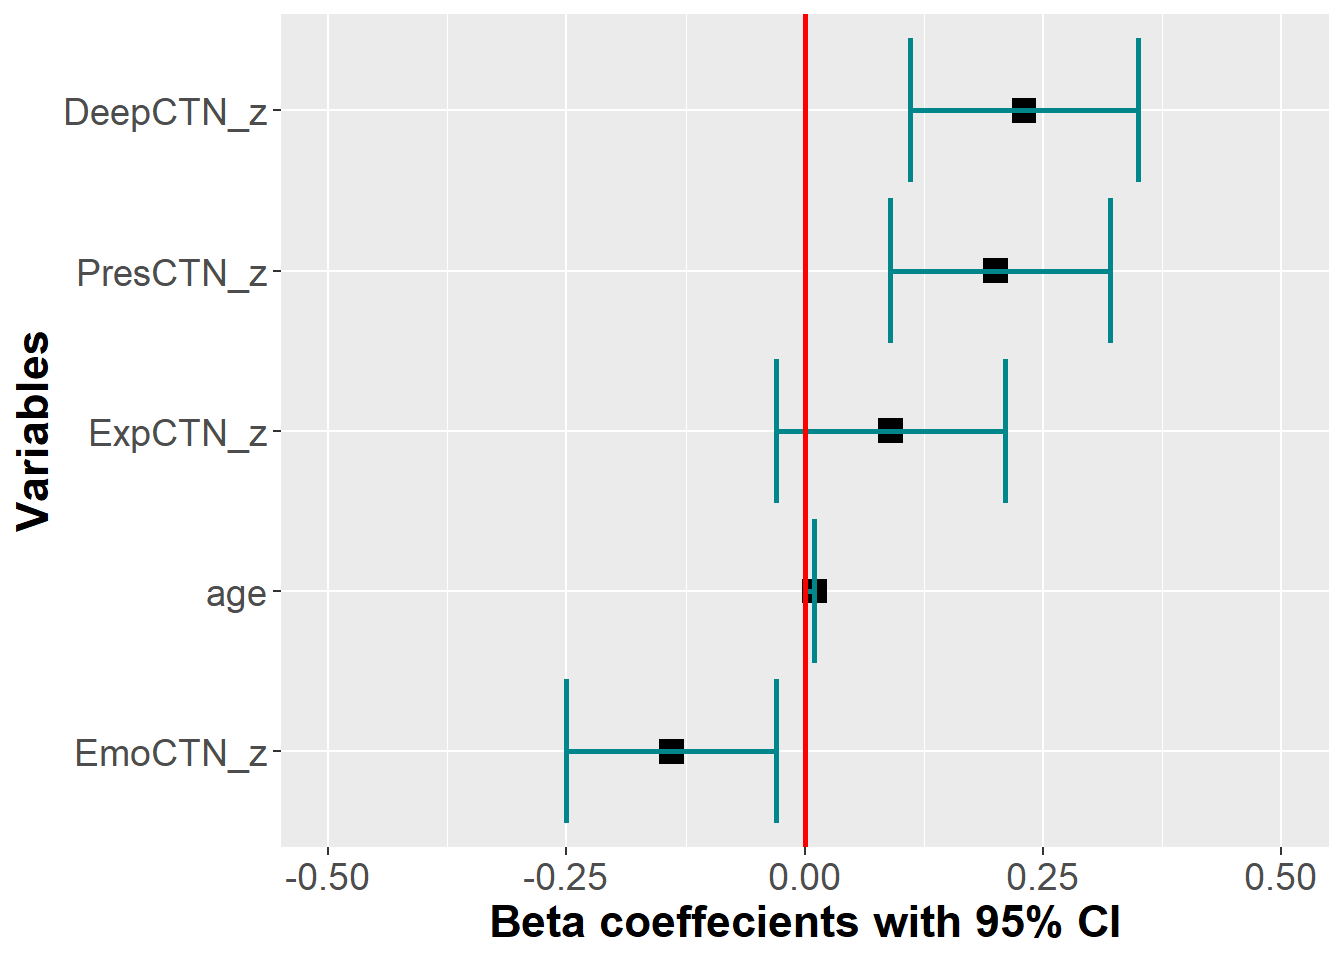 DeepCTN_z
PresCTN_z
ExpCTN_z
age
EmoCTN_z
Variables
-0.50 -0.25 0.00 0.25 0.50
Beta coeffecients with 95% CI